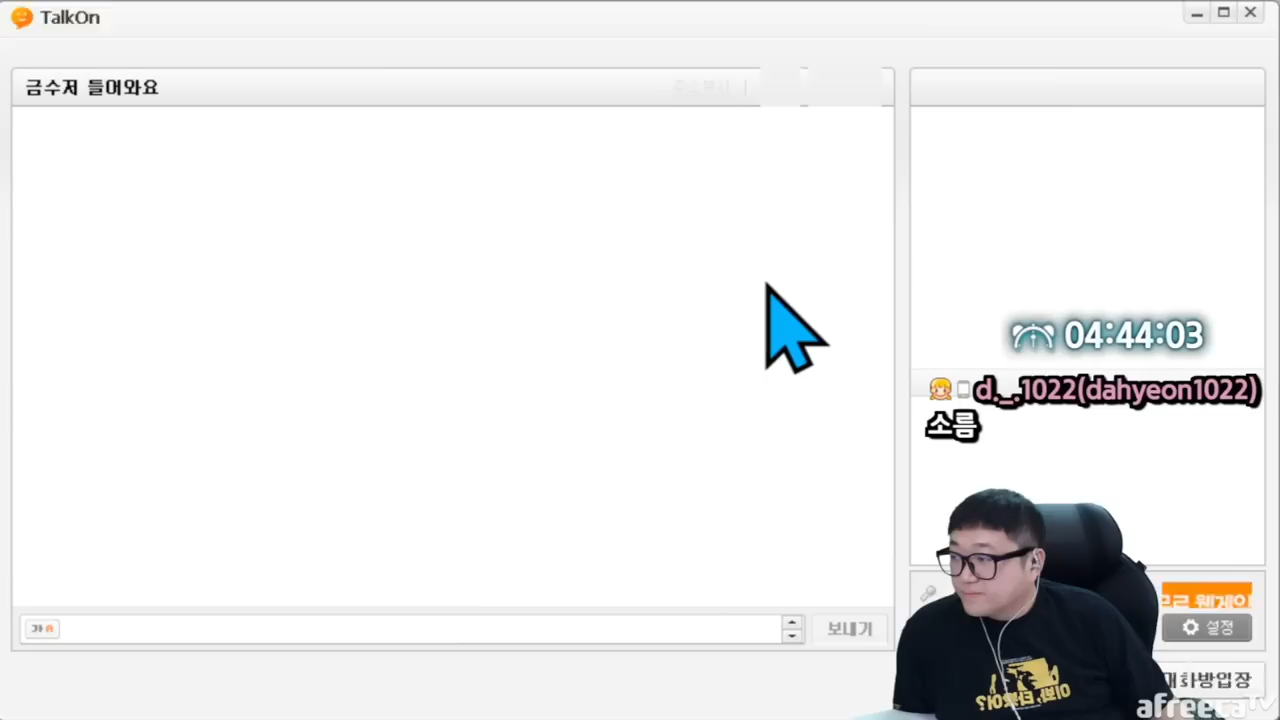 TalkOn
금수저 들어와요
04:44:03
d._.1022(dahyeon1022)
소름
가
보내기
설정
대화방입장
afreecaTV